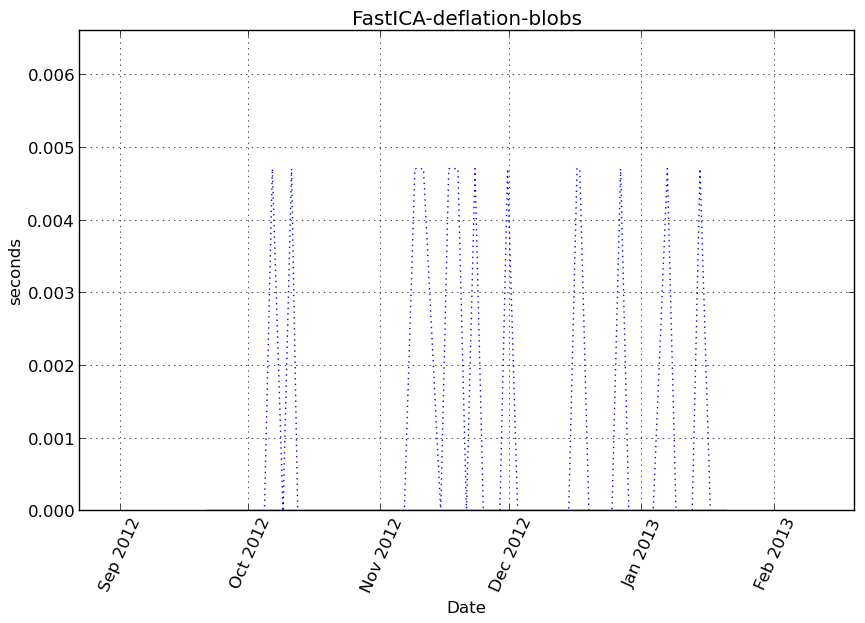 FastICA-deflation-blobs
0.006
0.005
0.004
0.003
0.002
0.001
0.000
seconds
Sep 2012
Oct 2012
Nov 2012
Dec 2012
Jan 2013
Feb 2013
Date